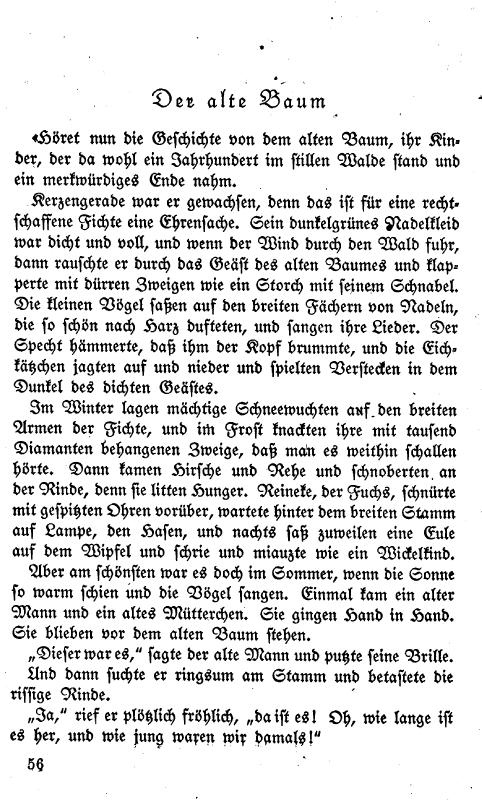 Der alte Baum
Höret nun die Geschichte von dem alten Baum, ihr Kin-
der, der da wohl ein Jahrhundert im stillen Walde stand und
ein merkwürdiges Ende nahm.
Kerzengerade war er gewachsen, denn das ist für eine recht-
schaffene Fichte eine Ehrensache. Sein dunkelgrünes Nadelkleid
war dicht und voll, und wenn der Wind durch den Wald fuhr,
dann rauschte er durch das Geäst des alten Baumes und klap-
perte mit dürren Zweigen wie ein Storch mit seinem Schnabel.
Die kleinen Vögel saßen auf den breiten Fächern von Nadeln,
die so schön nach Harz dufteten, und sangen ihre Lieder. Der
Specht hämmerte, daß ihm der Kopf brummte, und die Eich-
kätzchen jagten auf und nieder und spielten Verstecken in dem
Dunkel des dichten Geästes.
Im Winter lagen mächtige Schneewuchten auf den breiten
Armen der Fichte, und im Frost knackten ihre mit tausend
Diamanten behangenen Zweige, daß man es weithin schallen
hörte. Dann kamen Hirsche und Rehe und schnoberten an
der Rinde, denn sie litten Hunger. Reineke, der Fuchs, schnürte
mit gespitzten Ohren vorüber, wartete hinter dem breiten Stamm
auf Lampe, den Hasen, und nachts saß zuweilen eine Eule
auf dem Wipfel und schrie und miauzte wie ein Wickelkind.
Aber am schönsten war es doch im Sommer, wenn die Sonne
so warm schien und die Vögel sangen. Einmal kam ein alter
Mann und ein altes Mütterchen. Sie gingen Hand in Hand.
Sie blieben vor dem alten Baum stehen.
„Dieser war es,“ sagte der alte Mann und putzte seine Brille.
Und dann suchte er ringsum am Stamm und betastete die
rissige Rinde.
„Ja,“ rief er plötzlich fröhlich, „da ist es! Oh, wie lange ist
es her, und wie jung waren wir damals!“
56